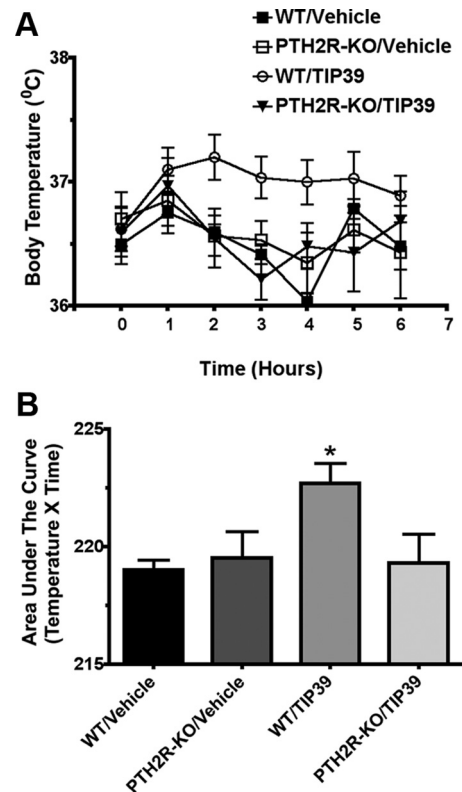 A
WT/Vehicle
PTH2R-KO/Vehicle
WT/TIP39
PTH2R-KO/TIP39
Body Temperature (⁰C)
38
37
36
0 1 2 3 4 5 6 7
Time (Hours)
B
Area Under The Curve
(Temperature X Time)
225
220
215
*
WT/Vehicle
PTH2R-KO/Vehicle
WT/TIP39
PTH2R-KO/TIP39